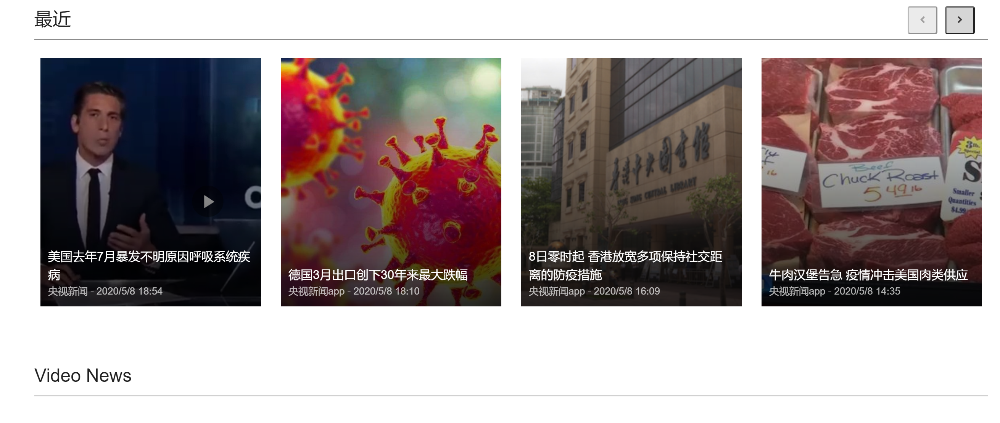 最近
美国去年7月暴发不明原因呼吸系统疾
病
央视新闻 - 2020/5/8 18:54
德国3月出口创下30年来最大跌幅
央视新闻app - 2020/5/8 18:10
香港中央圖書館
HONG KONG CENTRAL LIBRARY
8日零时起 香港放宽多项保持社交距
离的防疫措施
央视新闻app - 2020/5/8 16:09
Beef
Chuck Roast
5 49 lb
3 lb.
Special
S
Smaller
Quantities
$4.99
牛肉汉堡告急 疫情冲击美国肉类供应
央视新闻app - 2020/5/8 14:35
Video News